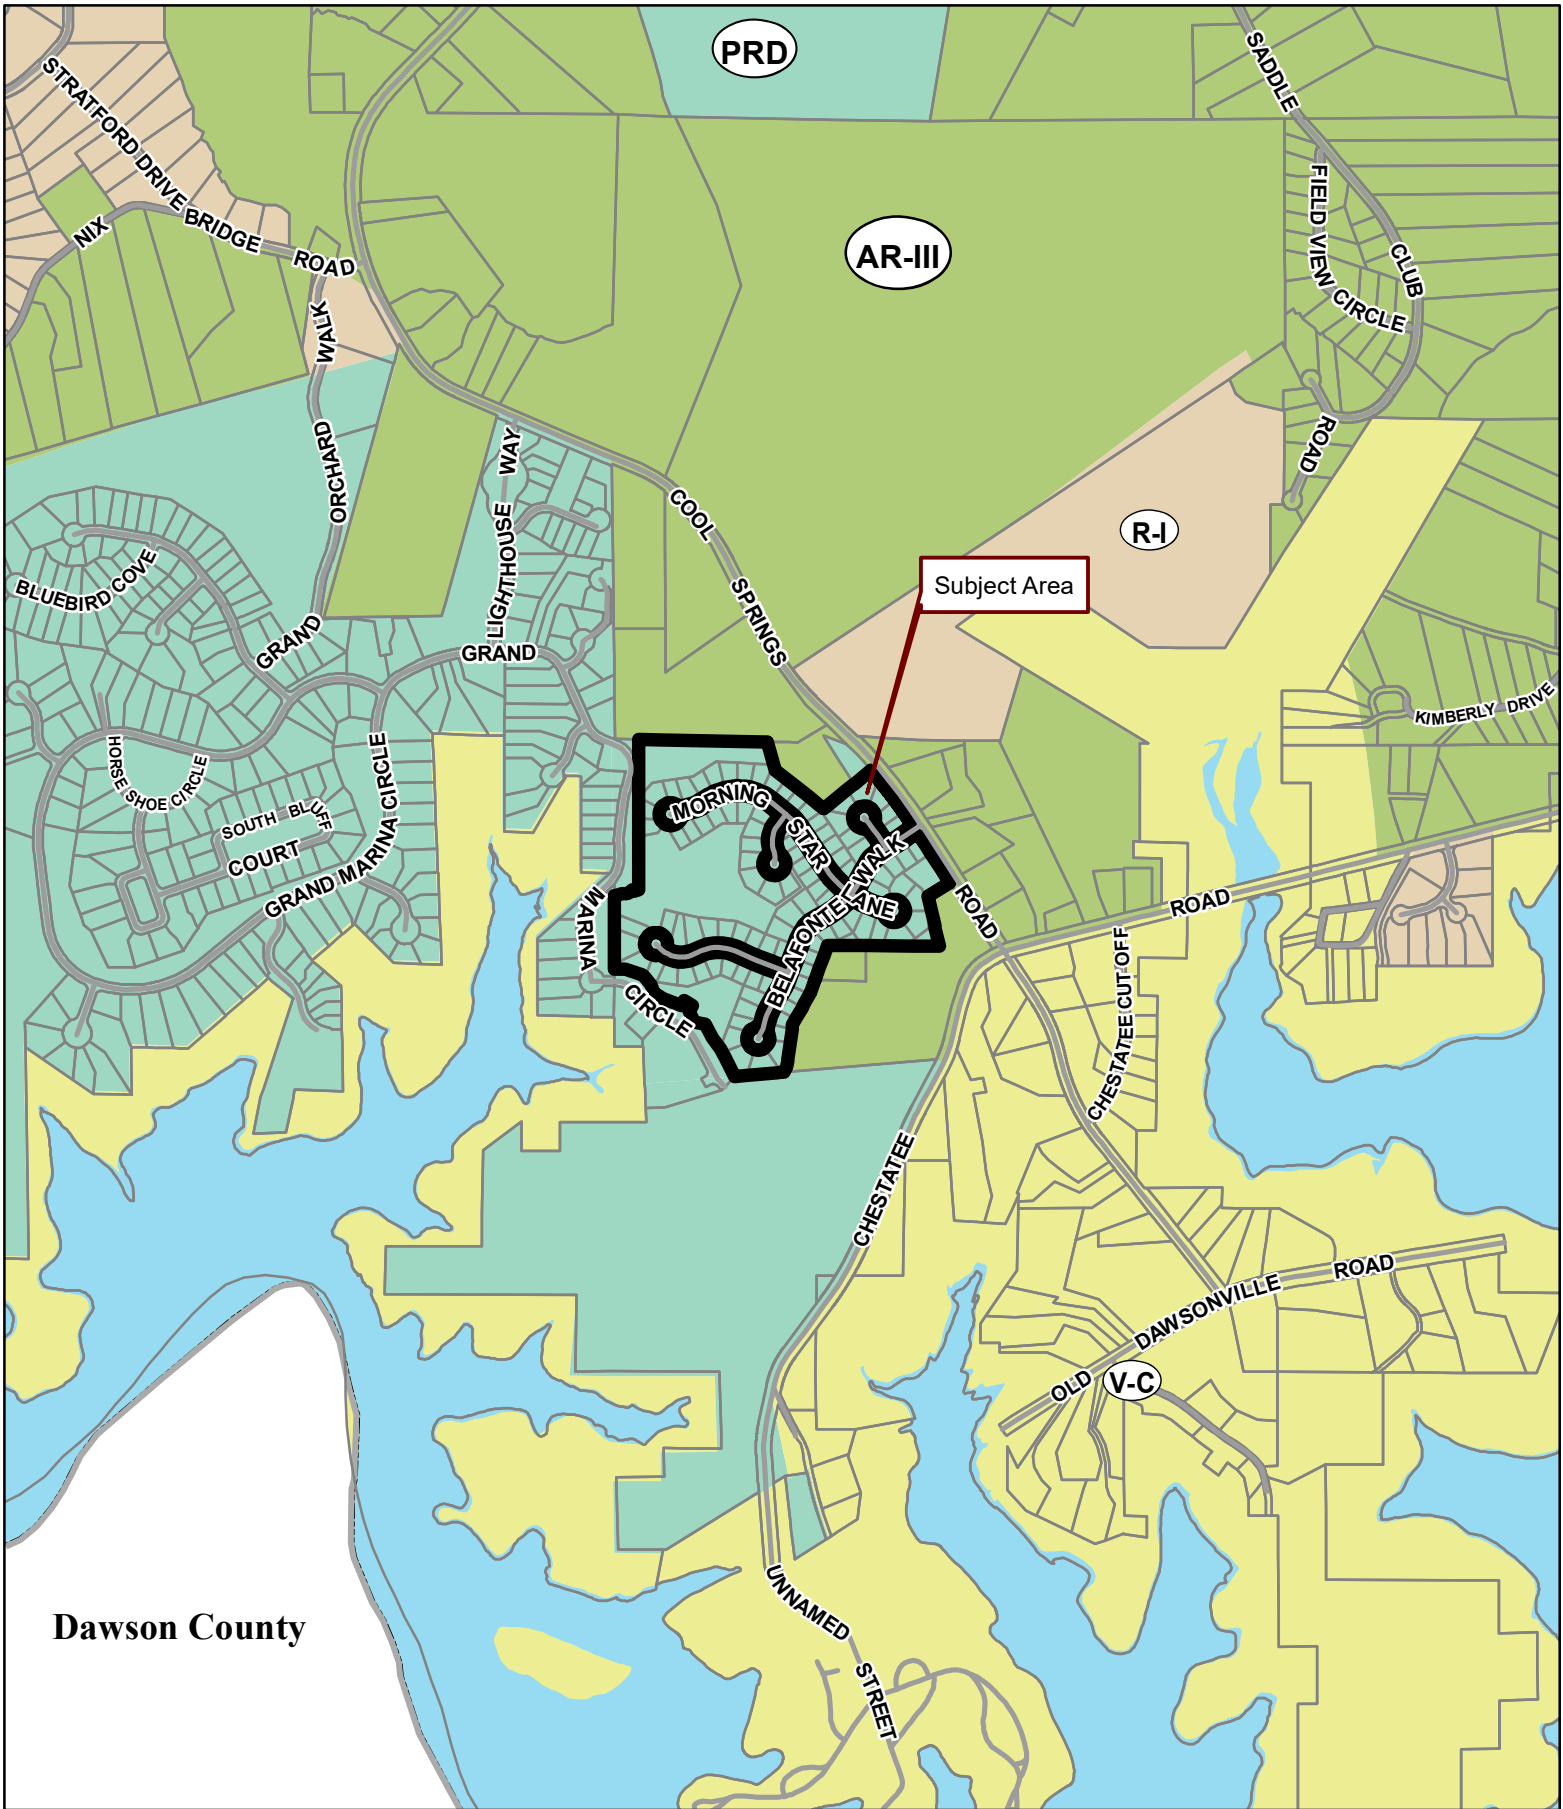 PRD
SADDLE
CLUB
ROAD
STRATFORD DRIVE
FIELD VIEW CIRCLE
NIX
BRIDGE
ROAD
AR-III
WALK
ORCHARD
LIGHTHOUSE WAY
COOL
SPRINGS
ROAD
R-I
Subject Area
BLUEBIRD COVE
GRAND
GRAND
KIMBERLY DRIVE
HORSE SHOE CIRCLE
SOUTH BLUFF
COURT
GRAND MARINA CIRCLE
MORNING
STAR
LANE
BELAFONTE WALK
MARINA
CIRCLE
ROAD
CHESTATEE CUT OFF
CHESTATEE
OLD
DAWSONVILLE
ROAD
V-C
Dawson County
UNNAMED
STREET